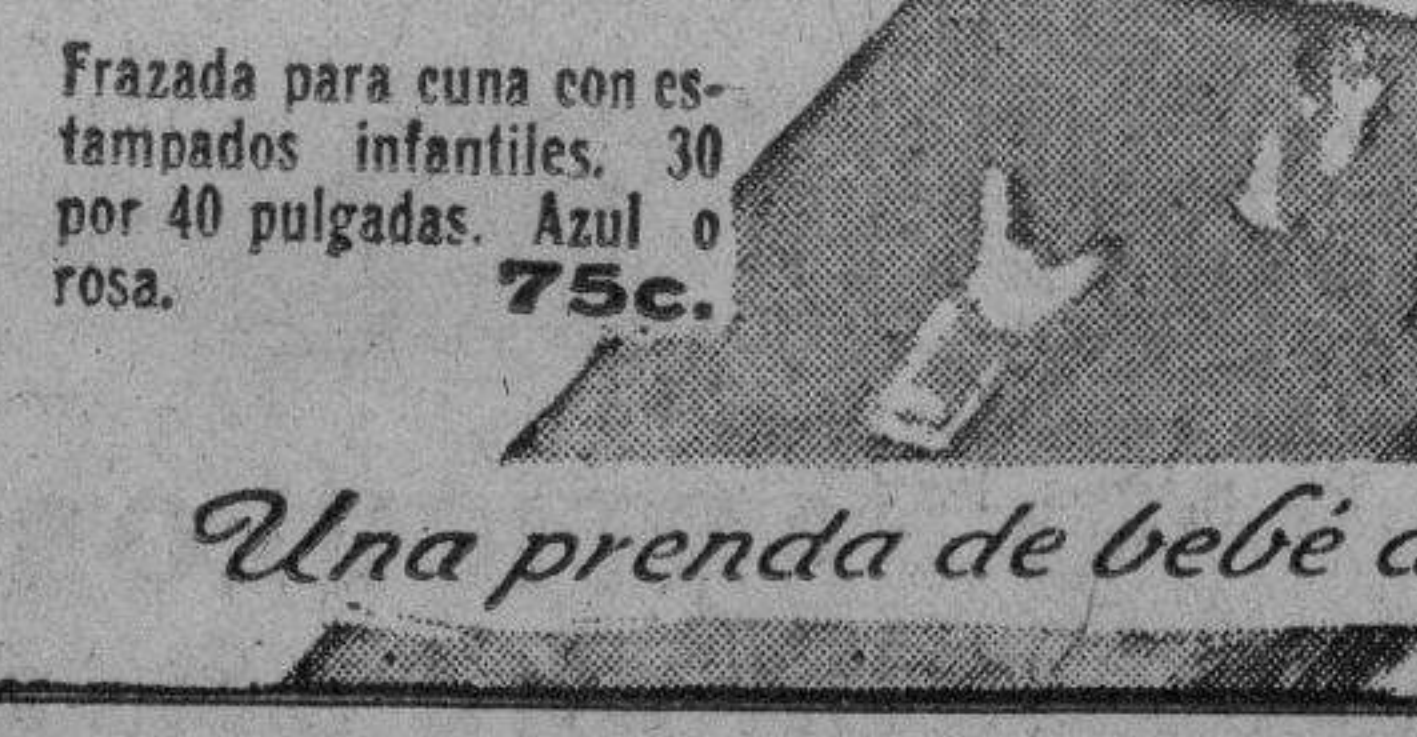 Frazada para cuna con es-
tampados infantiles. 30
por 40 pulgadas. Azul o
rosa. 75c.
Una prenda de bebé